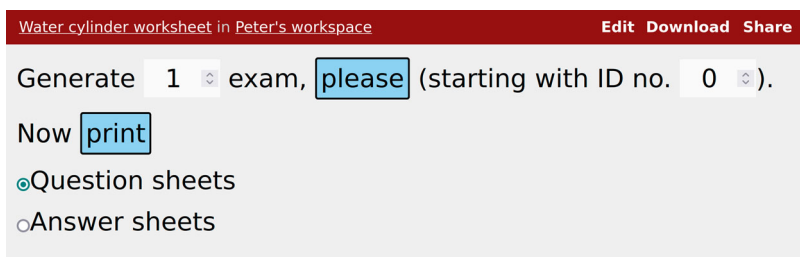 Water cylinder worksheet in Peter's workspace Edit Download Share
Generate 1 exam, please (starting with ID no. 0 ).
Now print
Question sheets
Answer sheets